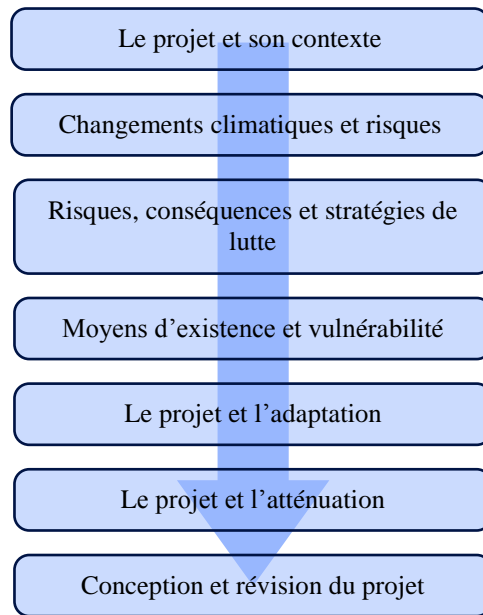 Le projet et son contexte
Changements climatiques et risques
Risques, conséquences et stratégies de
lutte
Moyens d’existence et vulnérabilité
Le projet et l’adaptation
Le projet et l’atténuation
Conception et révision du projet